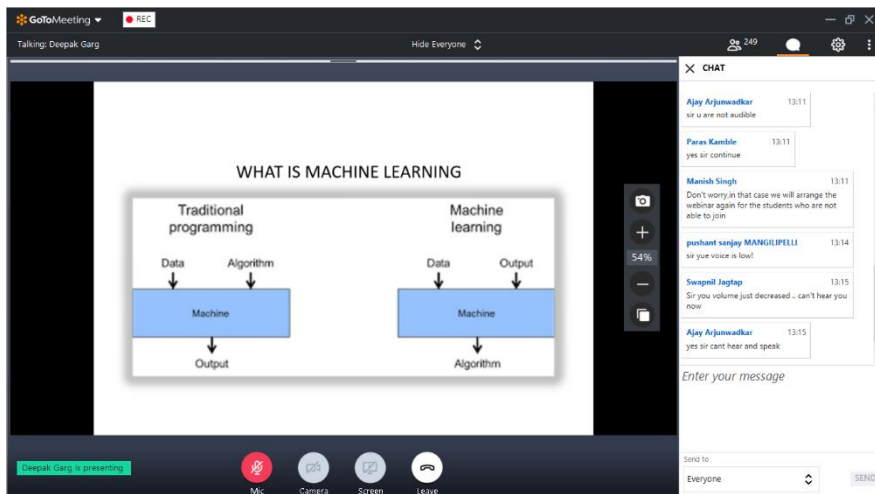 GoToMeeting
REC
Talking: Deepak Garg
Hide Everyone
249
CHAT
Ajay Arjunwadkar 13:11
sir u are not audible
Paras Kamble 13:11
yes sir continue
Manish Singh 13:11
Don't worry,in that case we will arrange the
webinar again for the students who are not
able to join
pushant sanjay MANGILIPELLI 13:14
sir yue voice is low!
Swapnil Jagtap 13:15
Sir you volume just decreased .. can't hear you
now
Ajay Arjunwadkar 13:15
yes sir cant hear and speak
Enter your message
Send to
Everyone
SEND
WHAT IS MACHINE LEARNING
Traditional
programming
Data Algorithm
Machine
Output
Machine
learning
Data Output
Machine
Algorithm
54%
Deepak Garg is presenting
Mic Camera Screen Leave